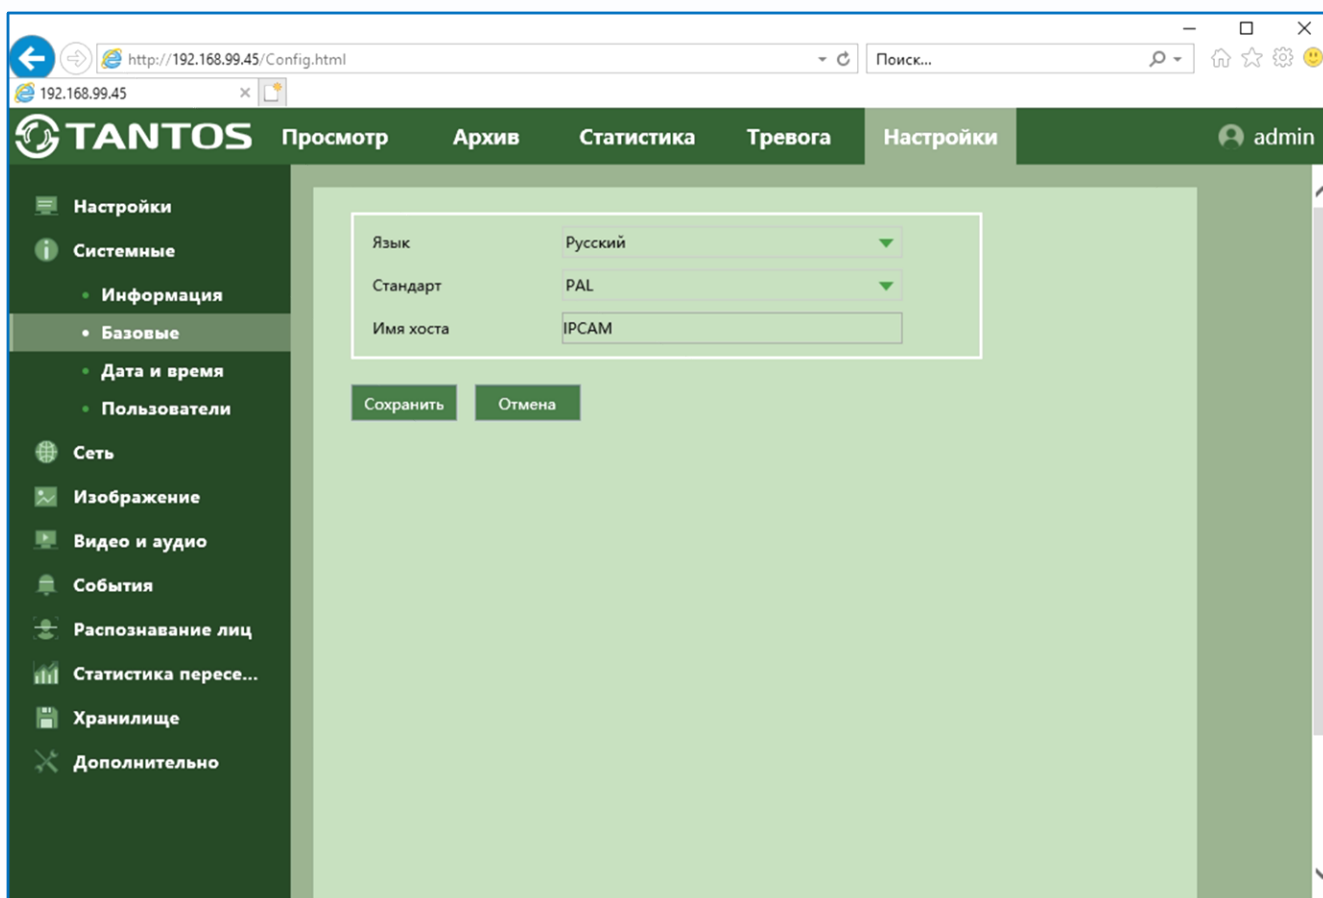 http://192.168.99.45/Config.html
Поиск...
192.168.99.45
TANTOS Просмотр Архив Статистика Тревога Настройки admin
Настройки
Системные
Информация
Базовые
Дата и время
Пользователи
Сеть
Изображение
Видео и аудио
События
Распознавание лиц
Статистика пересе...
Хранилище
Дополнительно
Язык Русский
Стандарт PAL
Имя хоста IPCAM
Сохранить Отмена